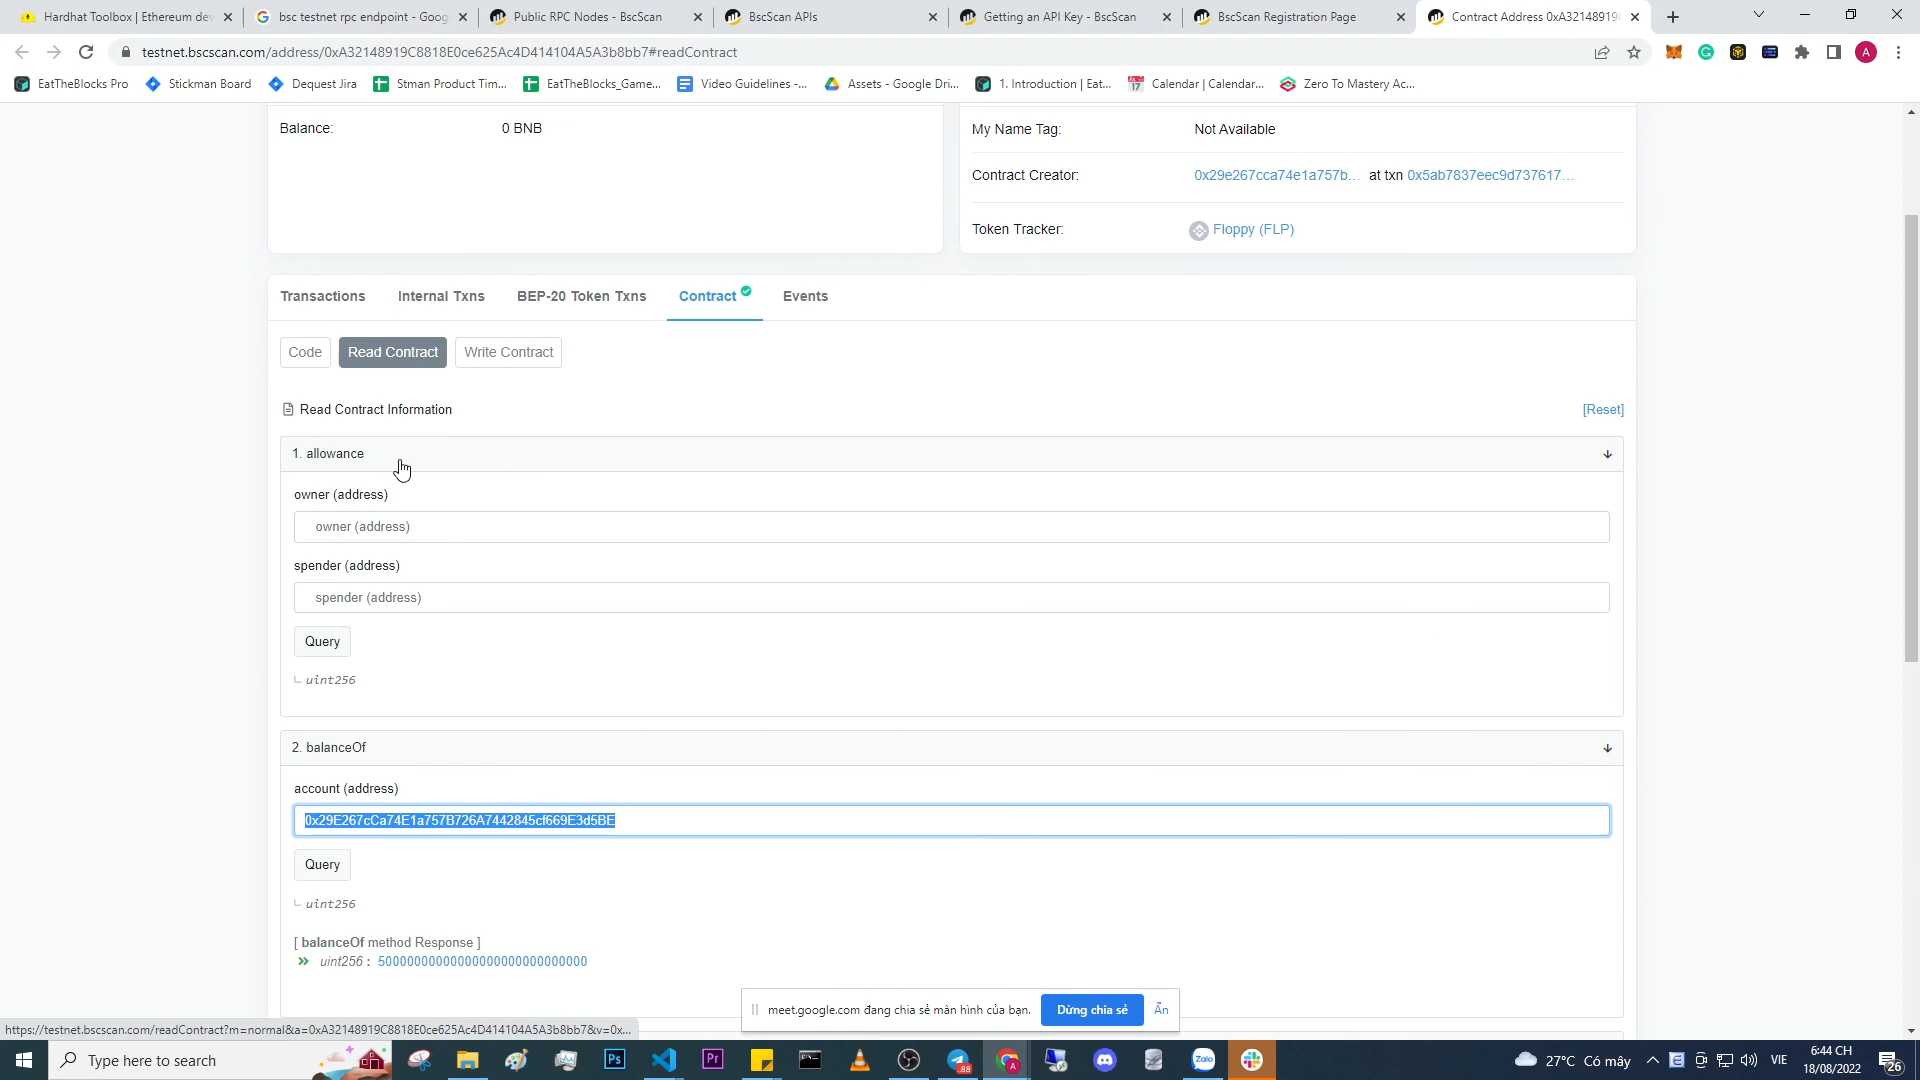 Hardhat Toolbox | Ethereum dev
bsc testnet rpc endpoint - Goog
Public RPC Nodes - BscScan
BscScan APIs
Getting an API Key - BscScan
BscScan Registration Page
Contract Address 0xA32148919
testnet.bscscan.com/address/0xA32148919C8818E0ce625Ac4D414104A5A3b8bb7#readContract
A
EatTheBlocks Pro
Stickman Board
Dequest Jira
Stman Product Tim...
EatTheBlocks_Game...
Video Guidelines -...
Assets - Google Dri...
1. Introduction | Eat...
Calendar | Calendar...
Zero To Mastery Ac...
Balance:
0 BNB
My Name Tag:
Not Available
Contract Creator:
0x29e267cca74e1a757b... at txn 0x5ab7837eec9d737617...
Token Tracker:
Floppy (FLP)
Transactions
Internal Txns
BEP-20 Token Txns
Contract
Events
Code
Read Contract
Write Contract
Read Contract Information
[Reset]
1. allowance
owner (address)
owner (address)
spender (address)
spender (address)
Query
uint256
2. balanceOf
account (address)
0x29E267cCa74E1a757B726A7442845cf669E3d5BE
Query
uint256
[ balanceOf method Response ]
uint256 :
meet.google.com đang chia sẻ màn hình của bạn.
Dừng chia sẻ
Ẩn
https://testnet.bscscan.com/readContract?m=normal&a=0xA32148919C8818E0ce625Ac4D414104A5A3b8bb7&v=0x...
Type here to search
Ps
Pr
88
A
Zalo
27°C Có mây
VIE
6:44 CH
18/08/2022
26